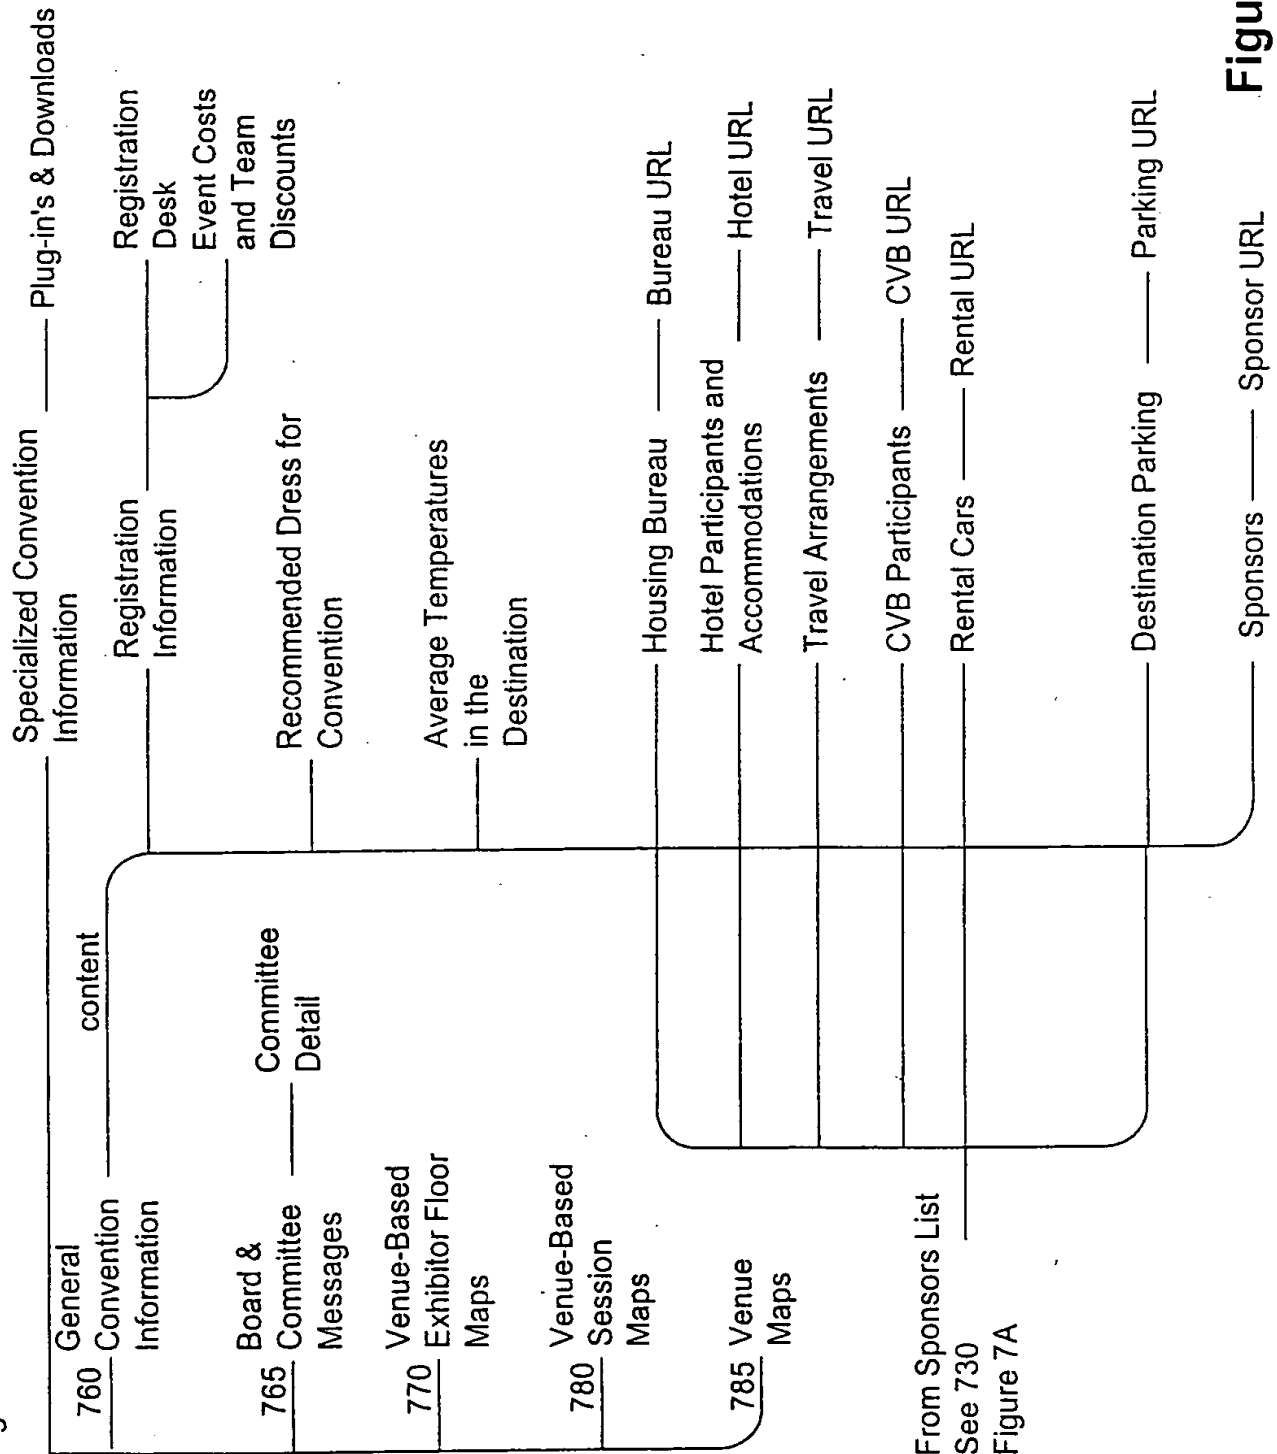 Specialized Convention
Information
Plug-in's & Downloads
760
General
Convention
Information
content
Registration
Information
Registration
Desk
Event Costs
and Team
Discounts
Recommended Dress for
Convention
Average Temperatures
in the
Destination
765
Board &
Committee
Messages
Committee
Detail
770
Venue-Based
Exhibitor Floor
Maps
780
Venue-Based
Session
Maps
785
Venue
Maps
Housing Bureau
Bureau URL
Hotel Participants and
Accommodations
Hotel URL
Travel Arrangements
Travel URL
CVB Participants
CVB URL
Rental Cars
Rental URL
From Sponsors List
See 730
Figure 7A
Destination Parking
Parking URL
Sponsors
Sponsor URL
Figu